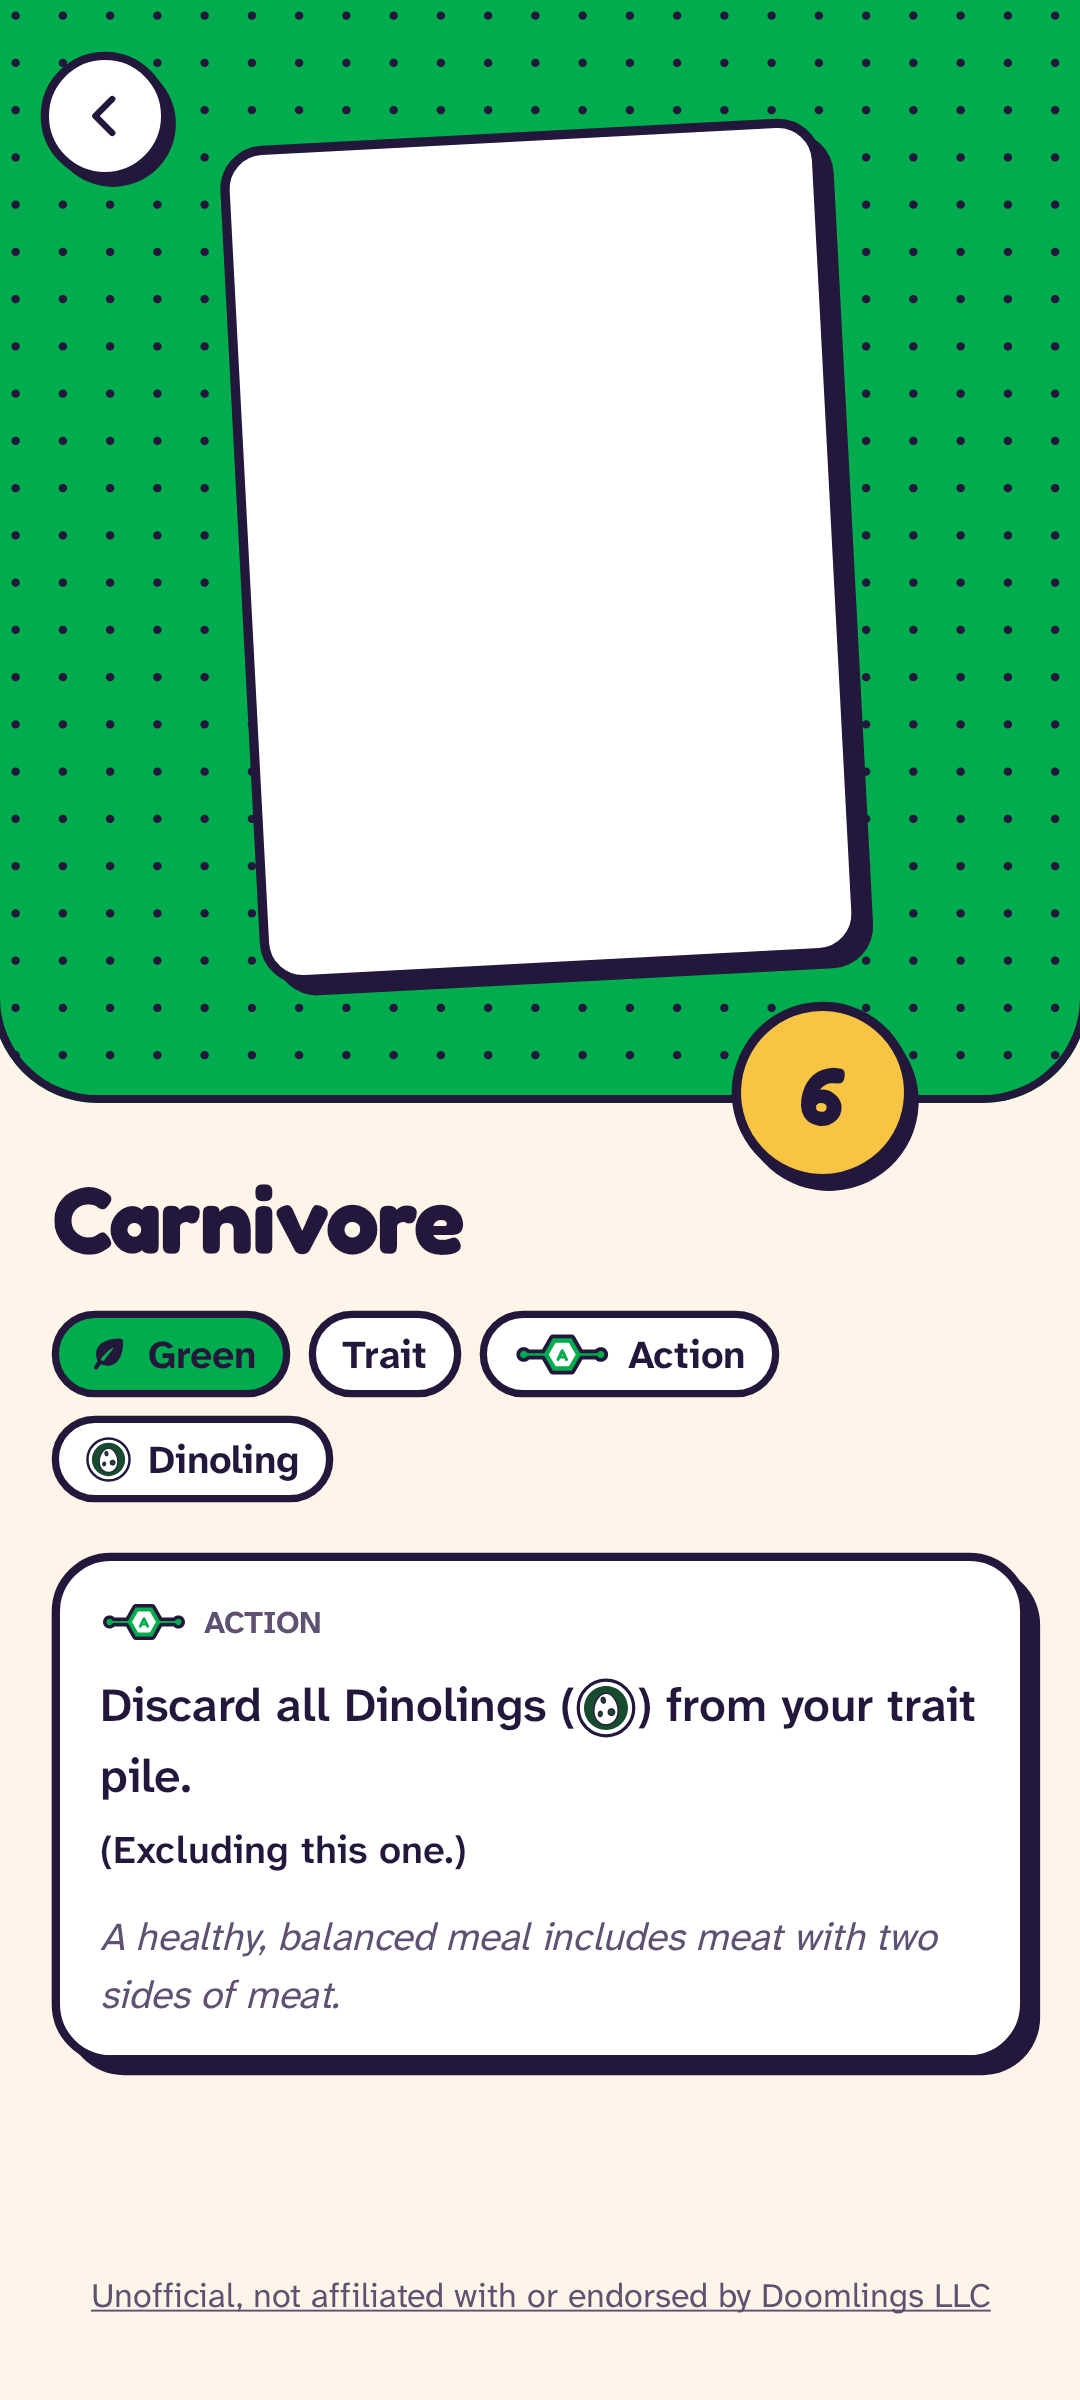 6
Carnivore
Green
Trait
A
Action
Dinoling
A
ACTION
Discard all Dinolings () from your trait
pile.
(Excluding this one.)
A healthy, balanced meal includes meat with two
sides of meat.
Unofficial, not affiliated with or endorsed by Doomlings LLC